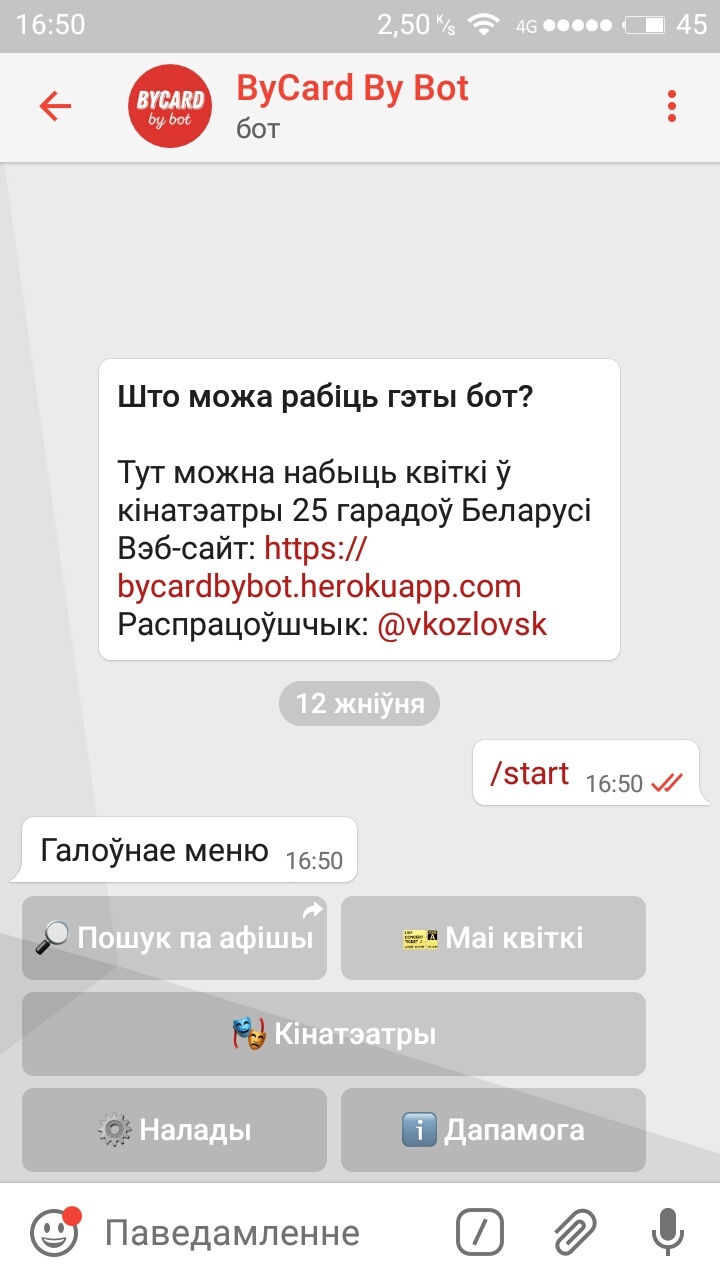 16:50 2,50 K/s 4G 45
BYCARD
by bot
ByCard By Bot
бот
Што можа рабіць гэты бот?
Тут можна набыць квіткі ў
кінатэатры 25 гарадоў Беларусі
Вэб-сайт: https://
bycardbybot.herokuapp.com
Распрацоўшчык: @vkozlovsk
12 жніўня
/start 16:50
Галоўнае меню 16:50
Пошук па афішы
Маі квіткі
Кінатэатры
Налады
Дапамога
Паведамленне